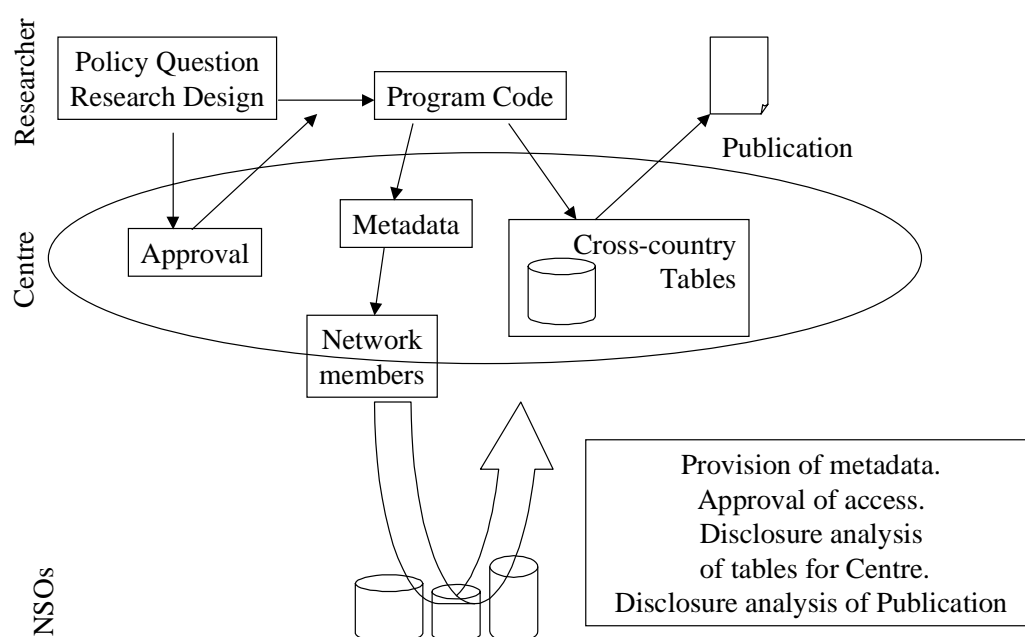 Researcher
Policy Question
Research Design
Program Code
Publication
Centre
Approval
Metadata
Cross-country
Tables
Network
members
NSOs
Provision of metadata.
Approval of access.
Disclosure analysis
of tables for Centre.
Disclosure analysis of Publication